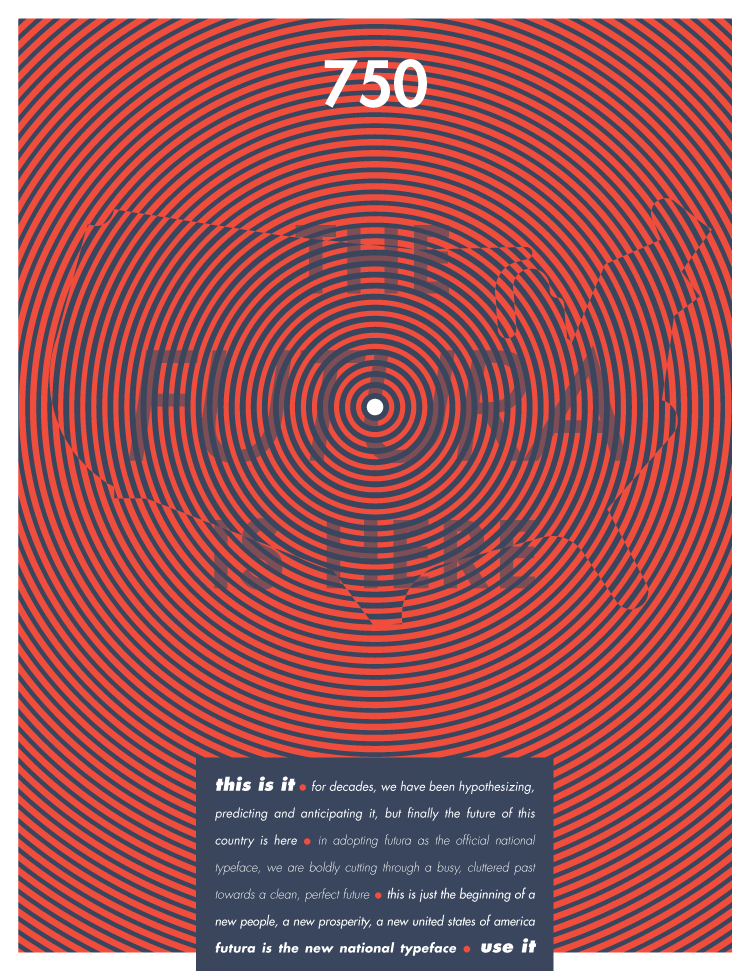 750
THE
FUTURA
IS HERE
this is it • for decades, we have been hypothesizing,
predicting and anticipating it, but finally the future of this
country is here • in adopting futura as the official national
typeface, we are boldly cutting through a busy, cluttered past
towards a clean, perfect future • this is just the beginning of a
new people, a new prosperity, a new united states of america
futura is the new national typeface • use it